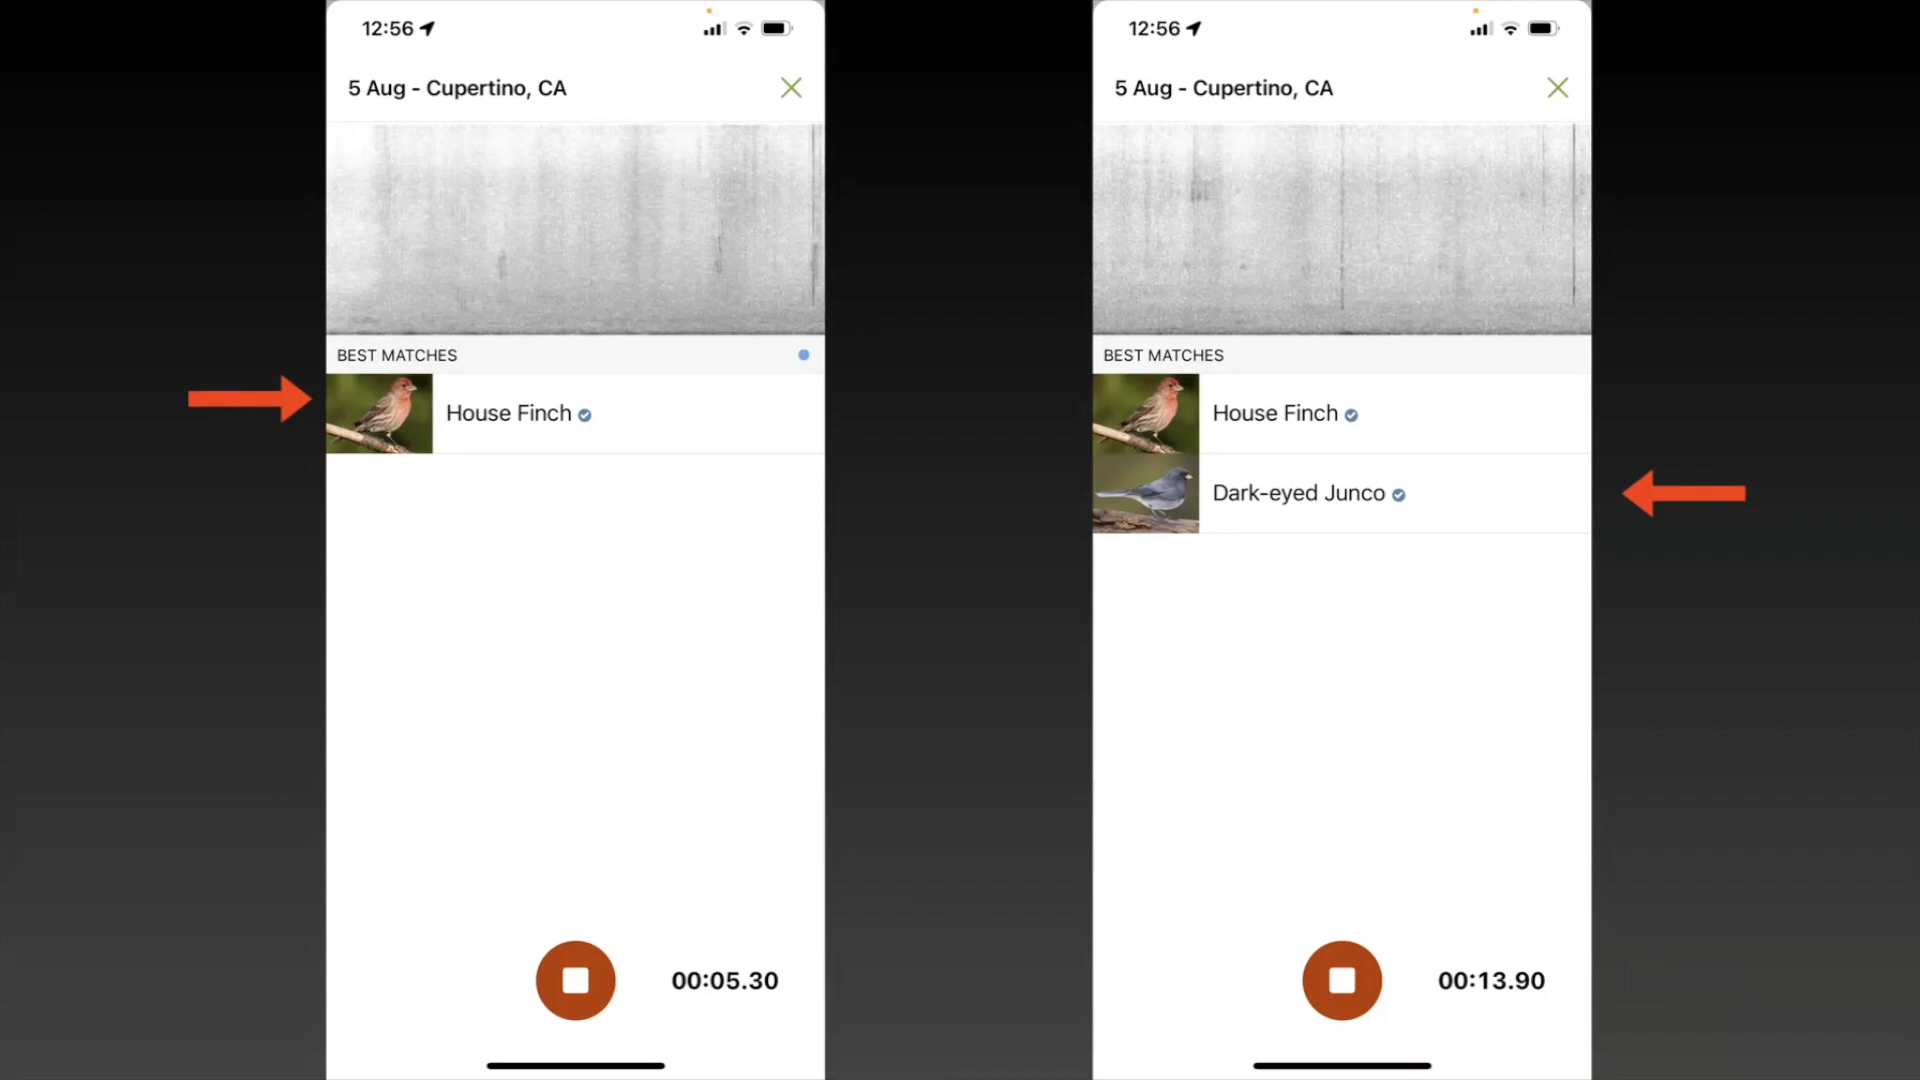 12:56
5 Aug - Cupertino, CA
BEST MATCHES
House Finch
00:05.30
12:56
5 Aug - Cupertino, CA
BEST MATCHES
House Finch
Dark-eyed Junco
00:13.90